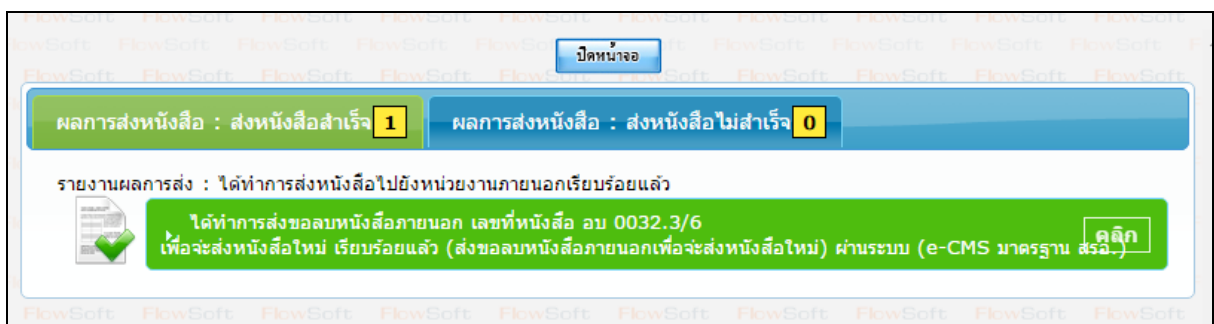 ปิดหน้าจอ
ผลการส่งหนังสือ : ส่งหนังสือสำเร็จ 1 ผลการส่งหนังสือ : ส่งหนังสือไม่สำเร็จ 0
รายงานผลการส่ง : ได้ทำการส่งหนังสือไปยังหน่วยงานภายนอกเรียบร้อยแล้ว
ได้ทำการส่งขอลบหนังสือภายนอก เลขที่หนังสือ อบ 0032.3/6
เพื่อจะส่งหนังสือใหม่ เรียบร้อยแล้ว (ส่งขอลบหนังสือภายนอกเพื่อจะส่งหนังสือใหม่) ผ่านระบบ (e-CMS มาตรฐาน สรอ.)
คลิก
FlowSoft FlowSoft FlowSoft FlowSoft FlowSoft FlowSoft FlowSoft FlowSoft FlowSoft FlowSoft